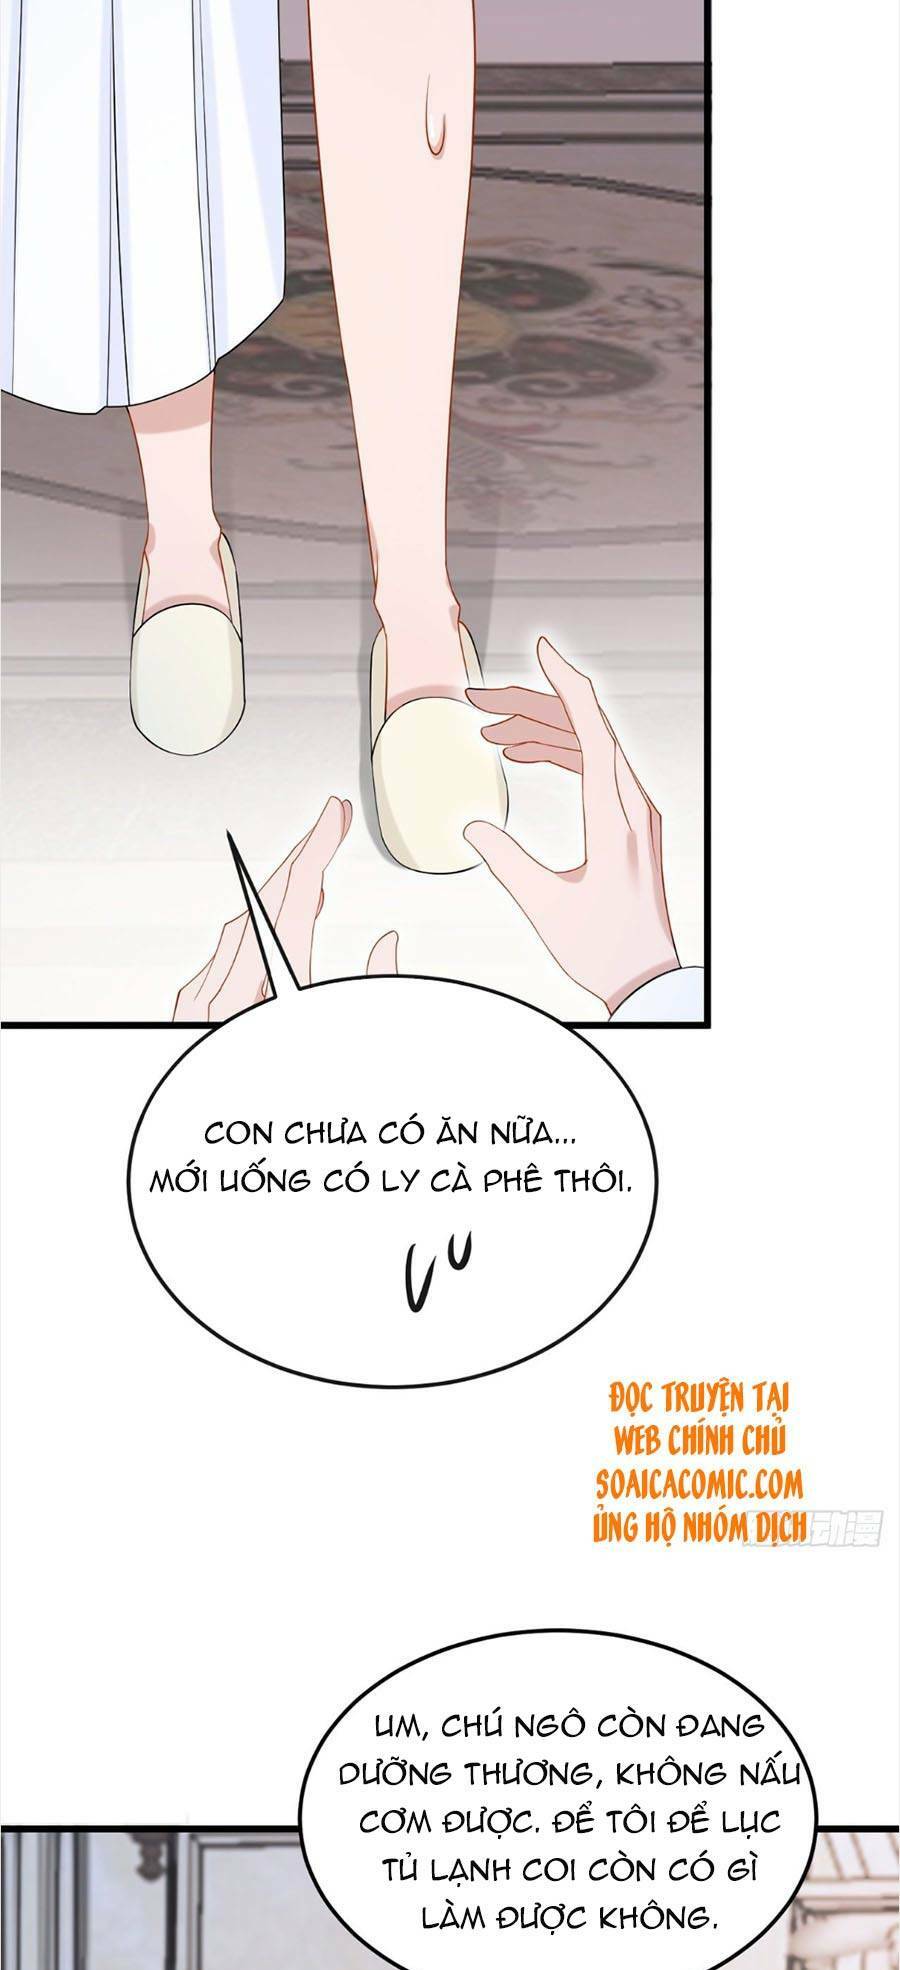 CON CHƯA CÓ ĂN NỮA...
MỚI UỐNG CÓ LY CÀ PHÊ THÔI.
ĐỌC TRUYỆN TẠI
WEB CHÍNH CHỦ
SOAICACOMIC.COM
ỦNG HỘ NHÓM DỊCH
动漫
UM, CHÚ NGÔ CÒN ĐANG
DƯỠNG THƯƠNG, KHÔNG NẤU
CƠM ĐƯỢC. ĐỂ TÔI ĐỂ LỤC
TỦ LẠNH COI CÒN CÓ GÌ
LÀM ĐƯỢC KHÔNG.